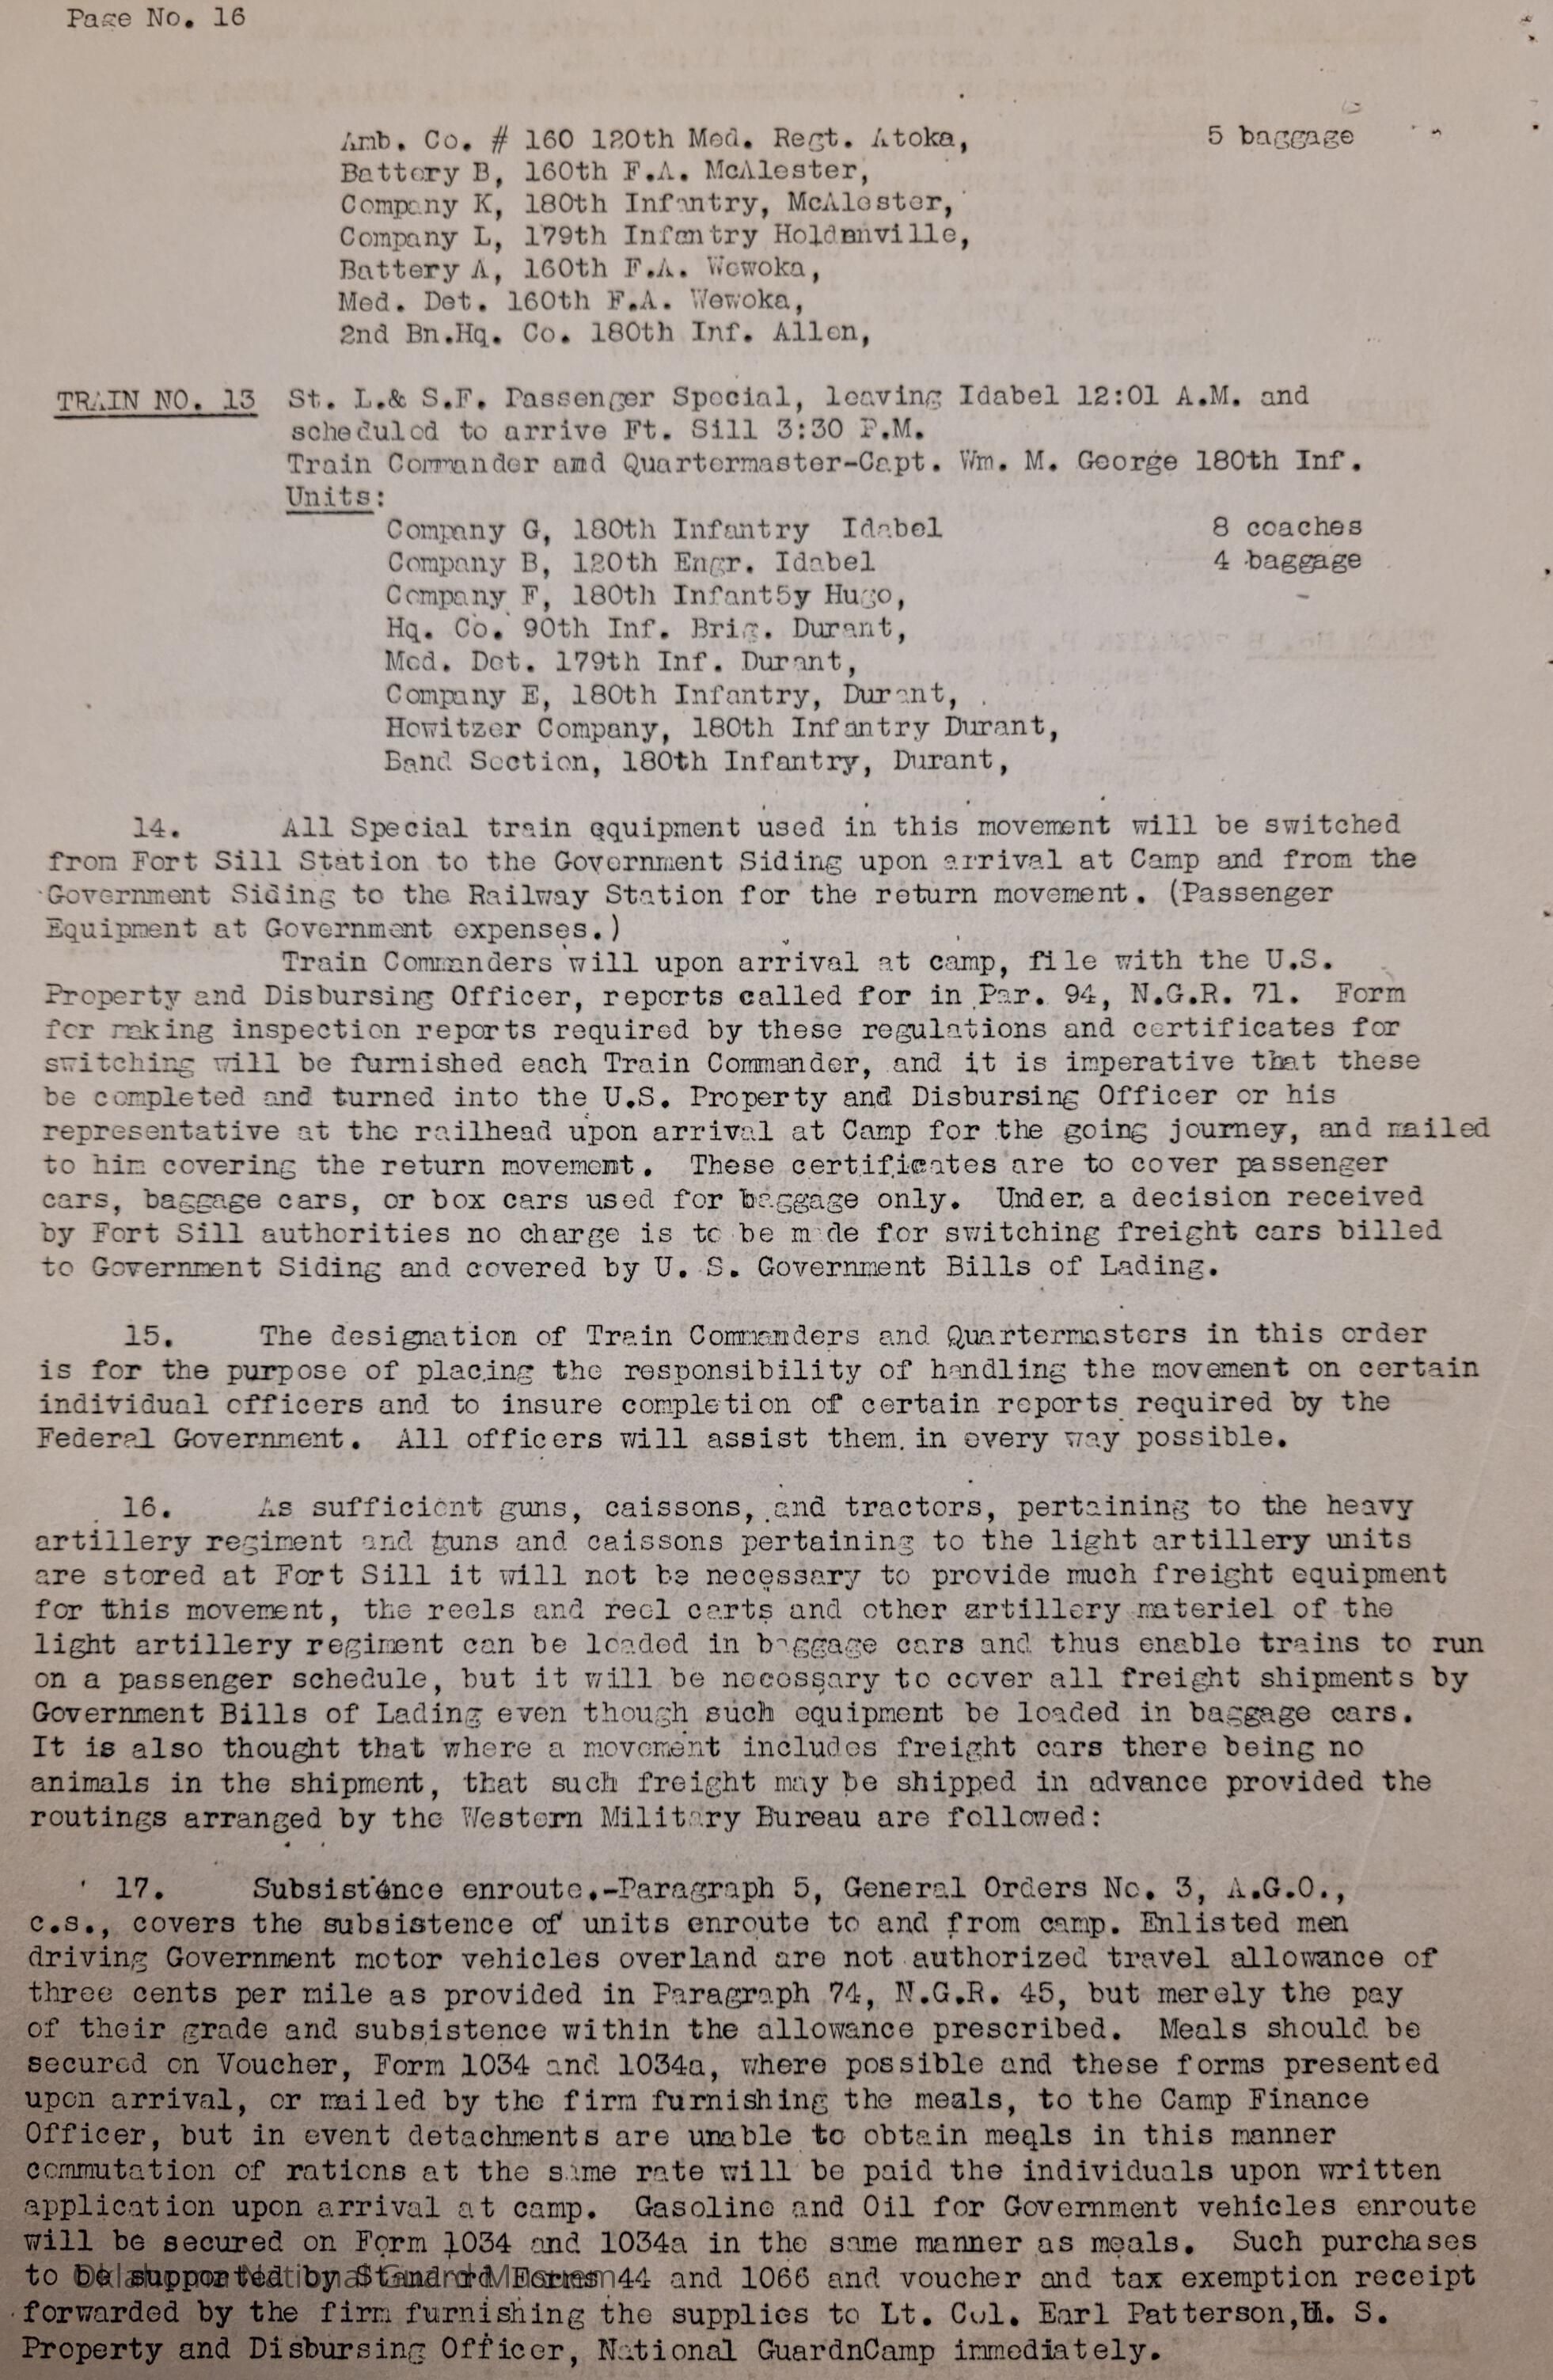 Page No. 16
Amb. Co. # 160 120th Med. Regt. Atoka, 5 baggage
Battery B, 160th F.A. McAlester,
Company K, 180th Infantry, McAlester,
Company L, 179th Infantry Holdenville,
Battery A, 160th F.A. Wewoka,
Med. Det. 160th F.A. Wewoka,
2nd Bn.Hq. Co. 180th Inf. Allen,
TRAIN NO. 13 St. L.& S.F. Passenger Special, leaving Idabel 12:01 A.M. and
scheduled to arrive Ft. Sill 3:30 P.M.
Train Commander and Quartermaster-Capt. Wm. M. George 180th Inf.
Units:
Company G, 180th Infantry Idabel 8 coaches
Company B, 120th Engr. Idabel 4 baggage
Company F, 180th Infant5y Hugo,
Hq. Co. 90th Inf. Brig. Durant,
Med. Det. 179th Inf. Durant,
Company E, 180th Infantry, Durant,
Howitzer Company, 180th Infantry Durant,
Band Section, 180th Infantry, Durant,
14. All Special train equipment used in this movement will be switched
from Fort Sill Station to the Government Siding upon arrival at Camp and from the
Government Siding to the Railway Station for the return movement. (Passenger
Equipment at Government expenses.)
Train Commanders will upon arrival at camp, file with the U.S.
Property and Disbursing Officer, reports called for in Par. 94, N.G.R. 71. Form
for making inspection reports required by these regulations and certificates for
switching will be furnished each Train Commander, and it is imperative that these
be completed and turned into the U.S. Property and Disbursing Officer or his
representative at the railhead upon arrival at Camp for the going journey, and mailed
to him covering the return movement. These certificates are to cover passenger
cars, baggage cars, or box cars used for baggage only. Under a decision received
by Fort Sill authorities no charge is to be made for switching freight cars billed
to Government Siding and covered by U. S. Government Bills of Lading.
15. The designation of Train Commanders and Quartermasters in this order
is for the purpose of placing the responsibility of handling the movement on certain
individual officers and to insure completion of certain reports required by the
Federal Government. All officers will assist them in every way possible.
16. As sufficient guns, caissons, and tractors, pertaining to the heavy
artillery regiment and guns and caissons pertaining to the light artillery units
are stored at Fort Sill it will not be necessary to provide much freight equipment
for this movement, the reels and reel carts and other artillery materiel of the
light artillery regiment can be loaded in baggage cars and thus enable trains to run
on a passenger schedule, but it will be necessary to cover all freight shipments by
Government Bills of Lading even though such equipment be loaded in baggage cars.
It is also thought that where a movement includes freight cars there being no
animals in the shipment, that such freight may be shipped in advance provided the
routings arranged by the Western Military Bureau are followed:
17. Subsistence enroute.-Paragraph 5, General Orders No. 3, A.G.O.,
c.s., covers the subsistence of units enroute to and from camp. Enlisted men
driving Government motor vehicles overland are not authorized travel allowance of
three cents per mile as provided in Paragraph 74, N.G.R. 45, but merely the pay
of their grade and subsistence within the allowance prescribed. Meals should be
secured on Voucher, Form 1034 and 1034a, where possible and these forms presented
upon arrival, or mailed by the firm furnishing the meals, to the Camp Finance
Officer, but in event detachments are unable to obtain meqls in this manner
commutation of rations at the same rate will be paid the individuals upon written
application upon arrival at camp. Gasoline and Oil for Government vehicles enroute
will be secured on Form 1034 and 1034a in the same manner as meals. Such purchases
to be supported by Standard Forms 44 and 1066 and voucher and tax exemption receipt
Oklahoma National Guard Museum
forwarded by the firm furnishing the supplies to Lt. Col. Earl Patterson,U. S.
Property and Disbursing Officer, National GuardnCamp immediately.